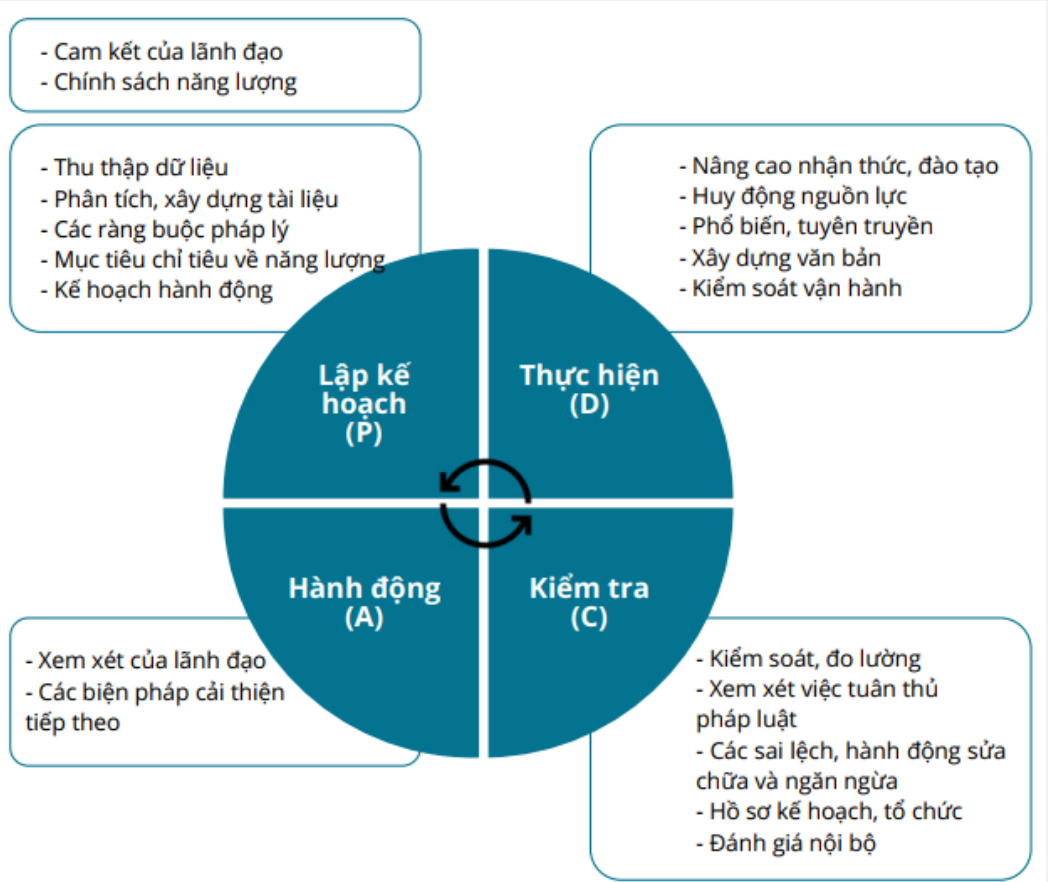 - Cam kết của lãnh đạo
- Chính sách năng lượng
- Thu thập dữ liệu
- Phân tích, xây dựng tài liệu
- Các ràng buộc pháp lý
- Mục tiêu chỉ tiêu về năng lượng
- Kế hoạch hành động
- Nâng cao nhận thức, đào tạo
- Huy động nguồn lực
- Phổ biến, tuyên truyền
- Xây dựng văn bản
- Kiểm soát vận hành
Lập kế
hoạch
(P)
Thực hiện
(D)
Hành động
(A)
Kiểm tra
(C)
- Xem xét của lãnh đạo
- Các biện pháp cải thiện
tiếp theo
- Kiểm soát, đo lường
- Xem xét việc tuân thủ
pháp luật
- Các sai lệch, hành động sửa
chữa và ngăn ngừa
- Hồ sơ kế hoạch, tổ chức
- Đánh giá nội bộ